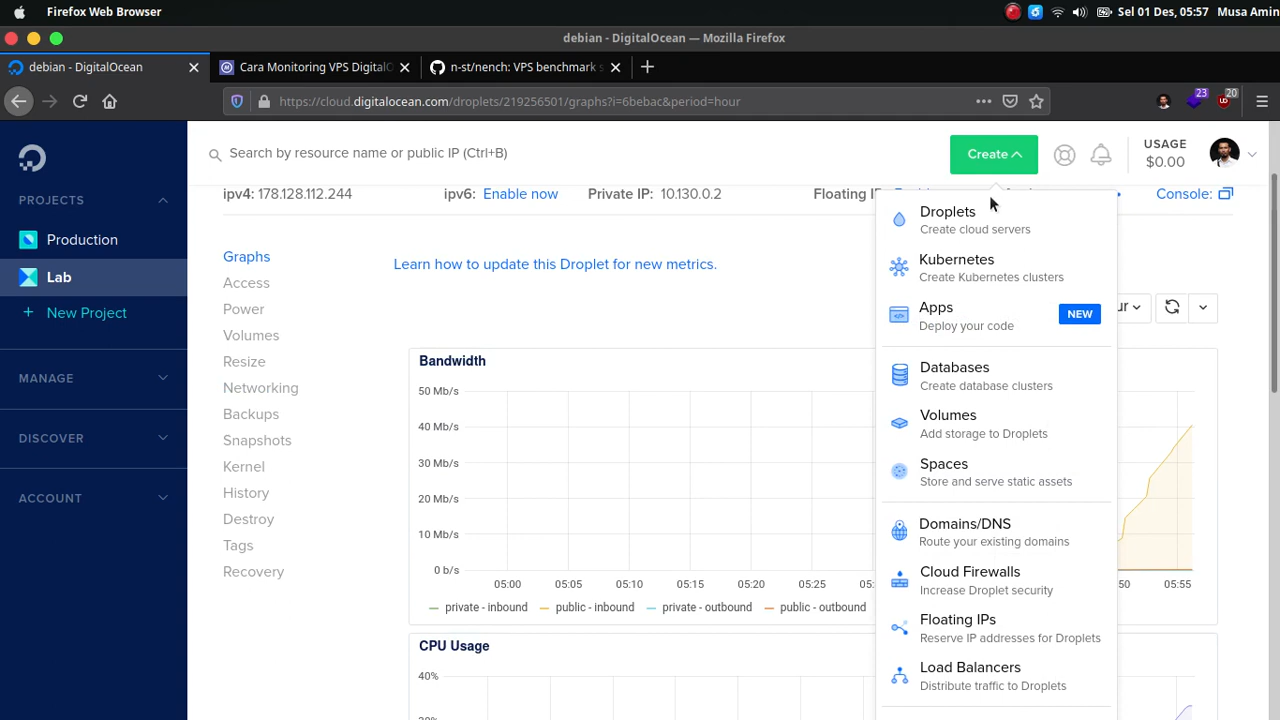 Firefox Web Browser
Sel 01 Des, 05:57 Musa Amin
debian - DigitalOcean - Mozilla Firefox
debian - DigitalOcean
Cara Monitoring VPS DigitalO
n-st/nench: VPS benchmark s
https://cloud.digitalocean.com/droplets/219256501/graphs?i=6bebac&period=hour
23
20
Search by resource name or public IP (Ctrl+B)
Create
USAGE
$0.00
PROJECTS
Production
Lab
+ New Project
MANAGE
DISCOVER
ACCOUNT
ipv4: 178.128.112.244
ipv6: Enable now
Private IP: 10.130.0.2
Floating IP:
Console:
Graphs
Access
Power
Volumes
Resize
Networking
Backups
Snapshots
Kernel
History
Destroy
Tags
Recovery
Learn how to update this Droplet for new metrics.
ur
Bandwidth
50 Mb/s
40 Mb/s
30 Mb/s
20 Mb/s
10 Mb/s
0 b/s
05:00 05:05 05:10 05:15 05:20 05:25 05: 50 05:55
private - inbound public - inbound private - outbound public - outbound
CPU Usage
40%
Droplets
Create cloud servers
Kubernetes
Create Kubernetes clusters
Apps
Deploy your code
NEW
Databases
Create database clusters
Volumes
Add storage to Droplets
Spaces
Store and serve static assets
Domains/DNS
Route your existing domains
Cloud Firewalls
Increase Droplet security
Floating IPs
Reserve IP addresses for Droplets
Load Balancers
Distribute traffic to Droplets